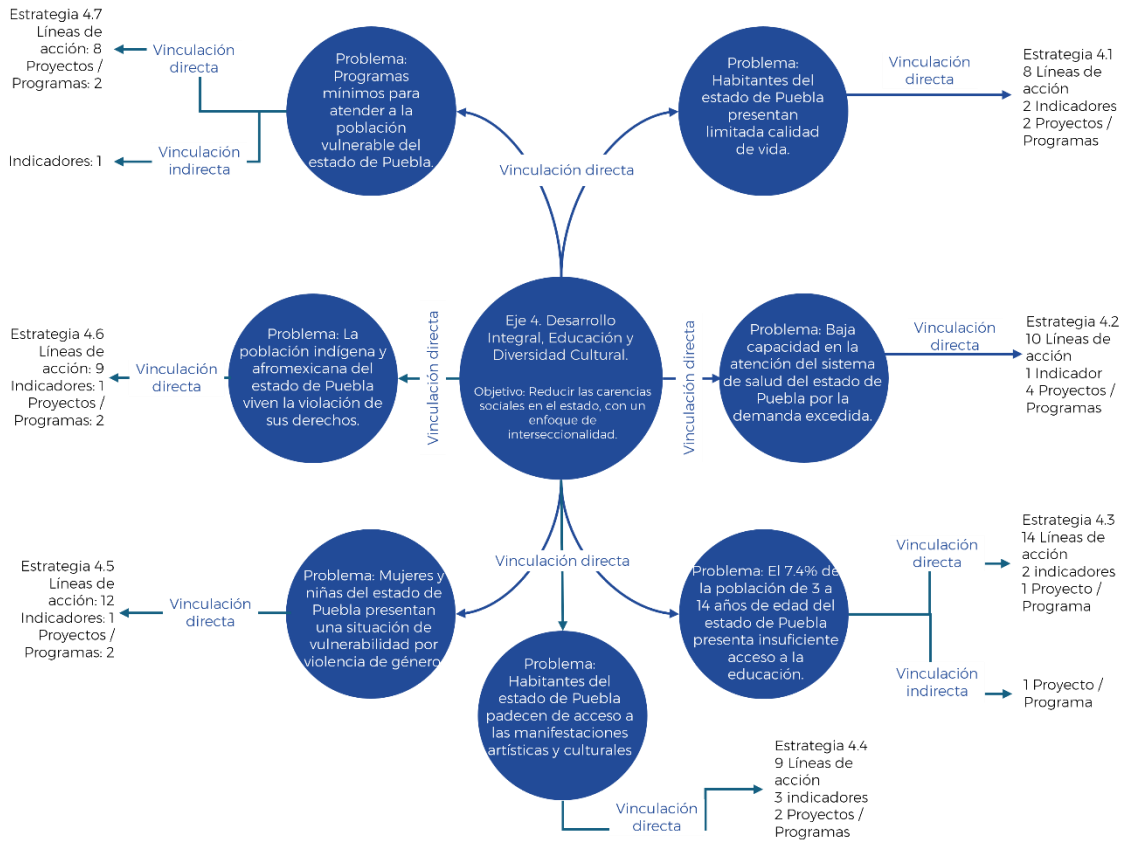 Estrategia 4.7
Líneas de
acción: 8
Proyectos /
Programas: 2
Vinculación
directa
Indicadores: 1
Vinculación
indirecta
Problema:
Programas
mínimos para
atender a la
población
vulnerable del
estado de Puebla.
Vinculación directa
Problema:
Habitantes del
estado de Puebla
presentan
limitada calidad
de vida.
Vinculación
directa
Estrategia 4.1
8 Líneas de
acción
2 Indicadores
2 Proyectos /
Programas
Estrategia 4.6
Líneas de
acción: 9
Indicadores: 1
Proyectos /
Programas: 2
Vinculación
directa
Problema: La
población indígena y
afromexicana del
estado de Puebla
viven la violación de
sus derechos.
Vinculación directa
Eje 4. Desarrollo
Integral, Educación y
Diversidad Cultural.
Objetivo: Reducir las carencias
sociales en el estado, con un
enfoque de
interseccionalidad.
Vinculación directa
Problema: Baja
capacidad en la
atención del sistema
de salud del estado de
Puebla por la
demanda excedida.
Vinculación
directa
Estrategia 4.2
10 Líneas de
acción
1 Indicador
4 Proyectos /
Programas
Estrategia 4.5
Líneas de
acción: 12
Indicadores: 1
Proyectos /
Programas: 2
Vinculación
directa
Problema: Mujeres y
niñas del estado de
Puebla presentan
una situación de
vulnerabilidad por
violencia de género
Vinculación directa
Problema:
Habitantes del
estado de Puebla
padecen de acceso a
las manifestaciones
artísticas y culturales
Vinculación
directa
Estrategia 4.4
9 Líneas de
acción
3 indicadores
2 Proyectos /
Programas
Problema: El 7.4% de
la población de 3 a
14 años de edad del
estado de Puebla
presenta insuficiente
acceso a la
educación.
Vinculación
directa
Estrategia 4.3
14 Líneas de
acción
2 indicadores
1 Proyecto /
Programa
Vinculación
indirecta
1 Proyecto /
Programa